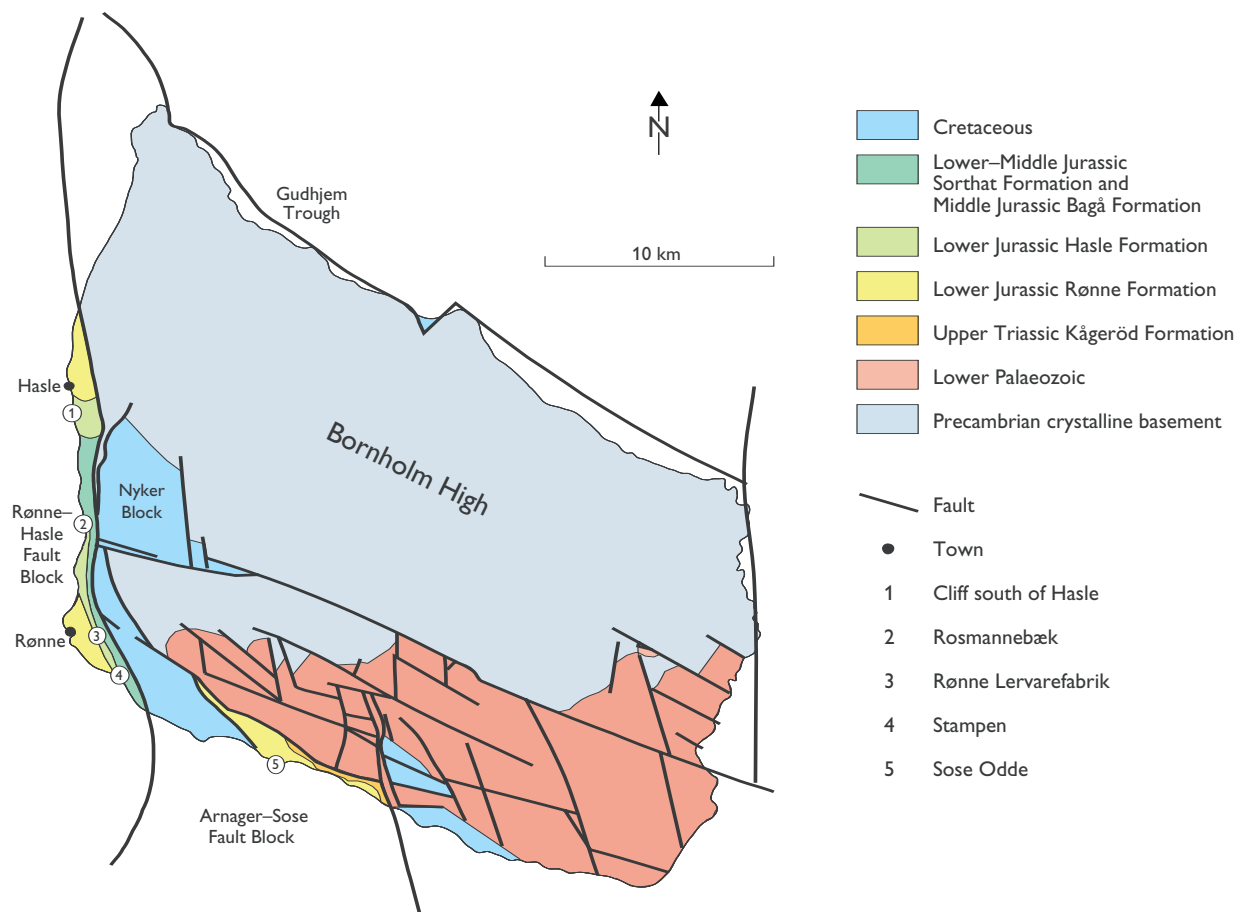 N
Gudhjem
Trough
10 km
Hasle
1
Bornholm High
Nyker
Block
Rønne–
Hasle
Fault
Block
2
Rønne
3
4
5
Arnager–Sose
Fault Block
Cretaceous
Lower–Middle Jurassic
Sorthat Formation and
Middle Jurassic Bagå Formation
Lower Jurassic Hasle Formation
Lower Jurassic Rønne Formation
Upper Triassic Kågeröd Formation
Lower Palaeozoic
Precambrian crystalline basement
Fault
Town
1 Cliff south of Hasle
2 Rosmannebæk
3 Rønne Lervarefabrik
4 Stampen
5 Sose Odde